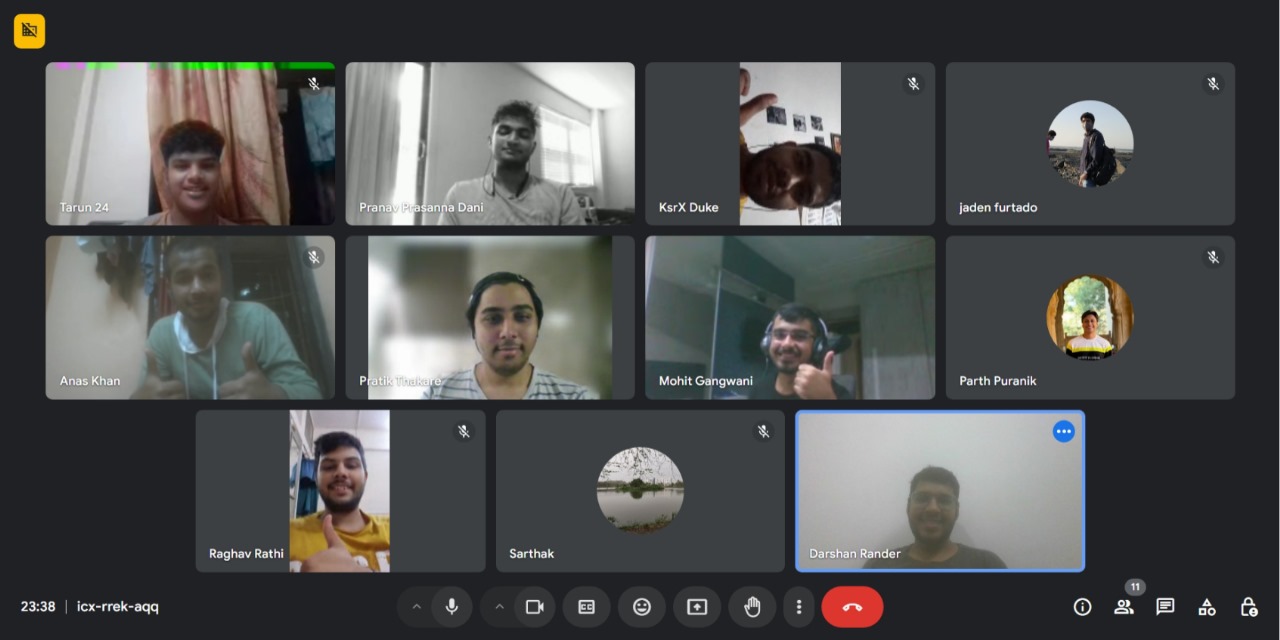 Tarun 24
Pranav Prasanna Dani
KsrX Duke
jaden furtado
Anas Khan
Pratik Thakare
Mohit Gangwani
Parth Puranik
Raghav Rathi
Sarthak
Darshan Rander
11
23:38 | icx-rrek-aqq